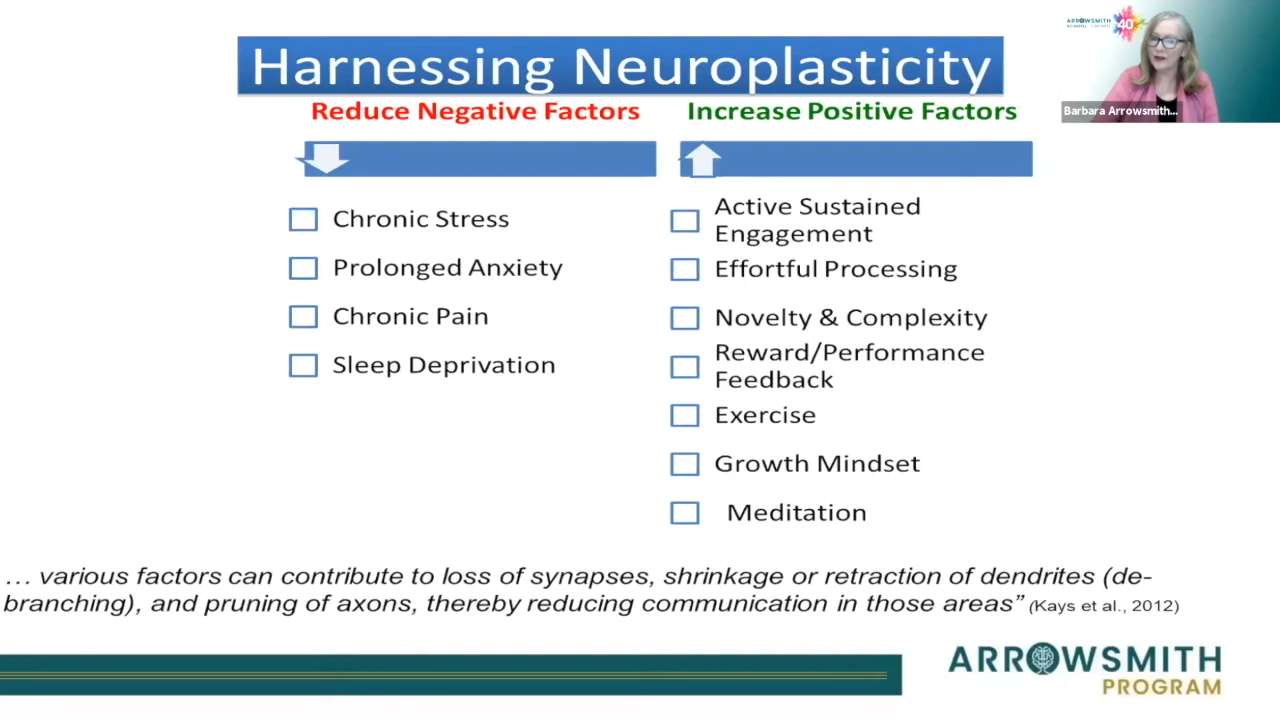 Harnessing Neuroplasticity
Reduce Negative Factors
Chronic Stress
Prolonged Anxiety
Chronic Pain
Sleep Deprivation
Increase Positive Factors
Active Sustained
Engagement
Effortful Processing
Novelty & Complexity
Reward/Performance
Feedback
Exercise
Growth Mindset
Meditation
… various factors can contribute to loss of synapses, shrinkage or retraction of dendrites (de-
branching), and pruning of axons, thereby reducing communication in those areas” (Kays et al., 2012)
ARROWSMITH
PROGRAM
ARROWSMITH
40
Barbara Arrowsmith...